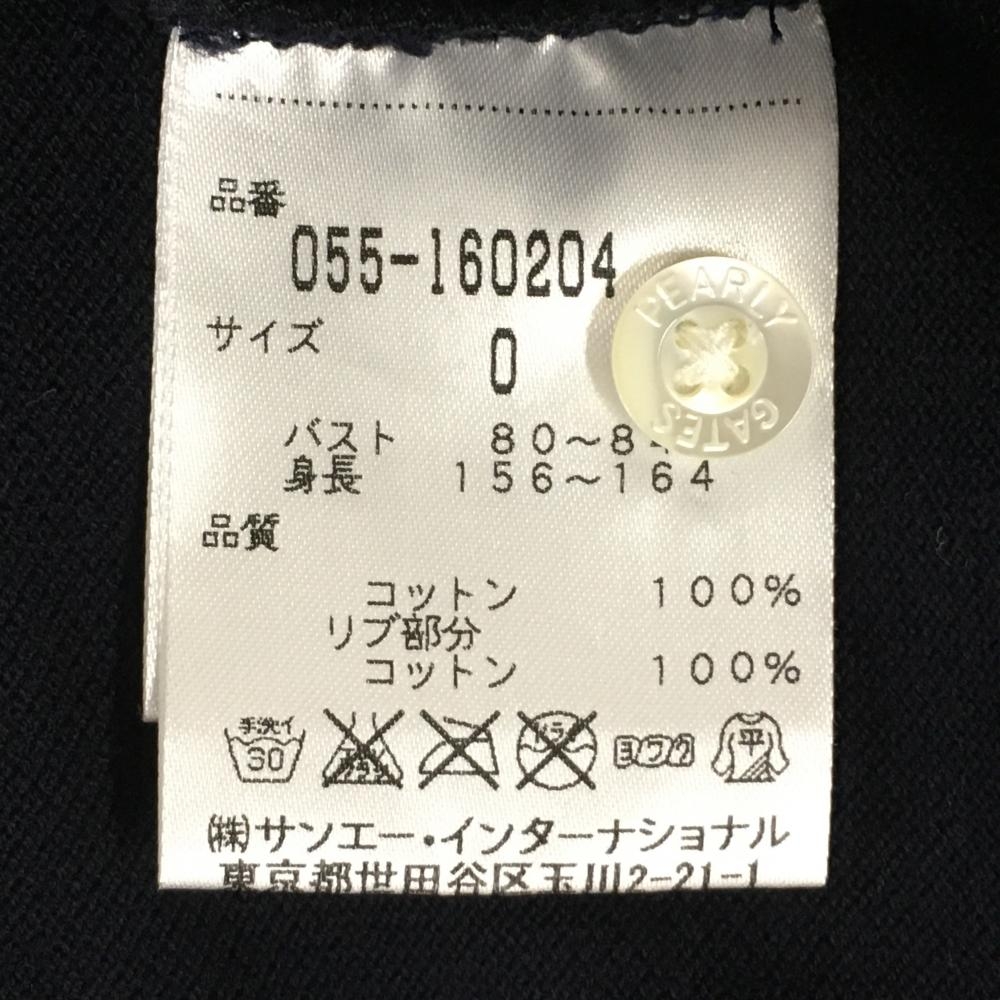 品番
055-160204
サイズ
0
PEARLY
GATES
バスト 80～84
身長 156～164
品質
コットン 100%
リブ部分
コットン 100%
手洗イ
30
平
㈱サンエー・インターナショナル
東京都世田谷区玉川2-21-1